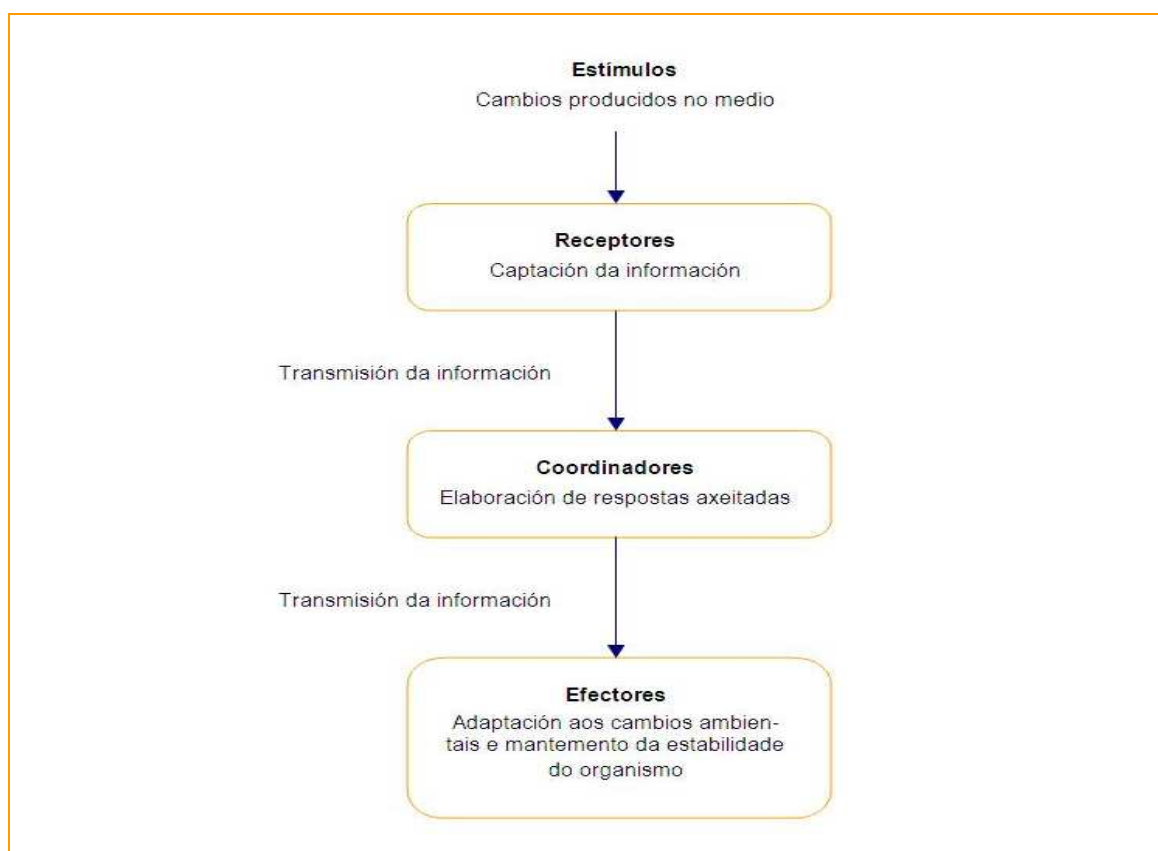 Estímulos
Cambios producidos no medio
Receptores
Captación da información
Transmisión da información
Coordinadores
Elaboración de respostas axeitadas
Transmisión da información
Efectores
Adaptación aos cambios ambien-
tais e mantemento da estabilidade
do organismo